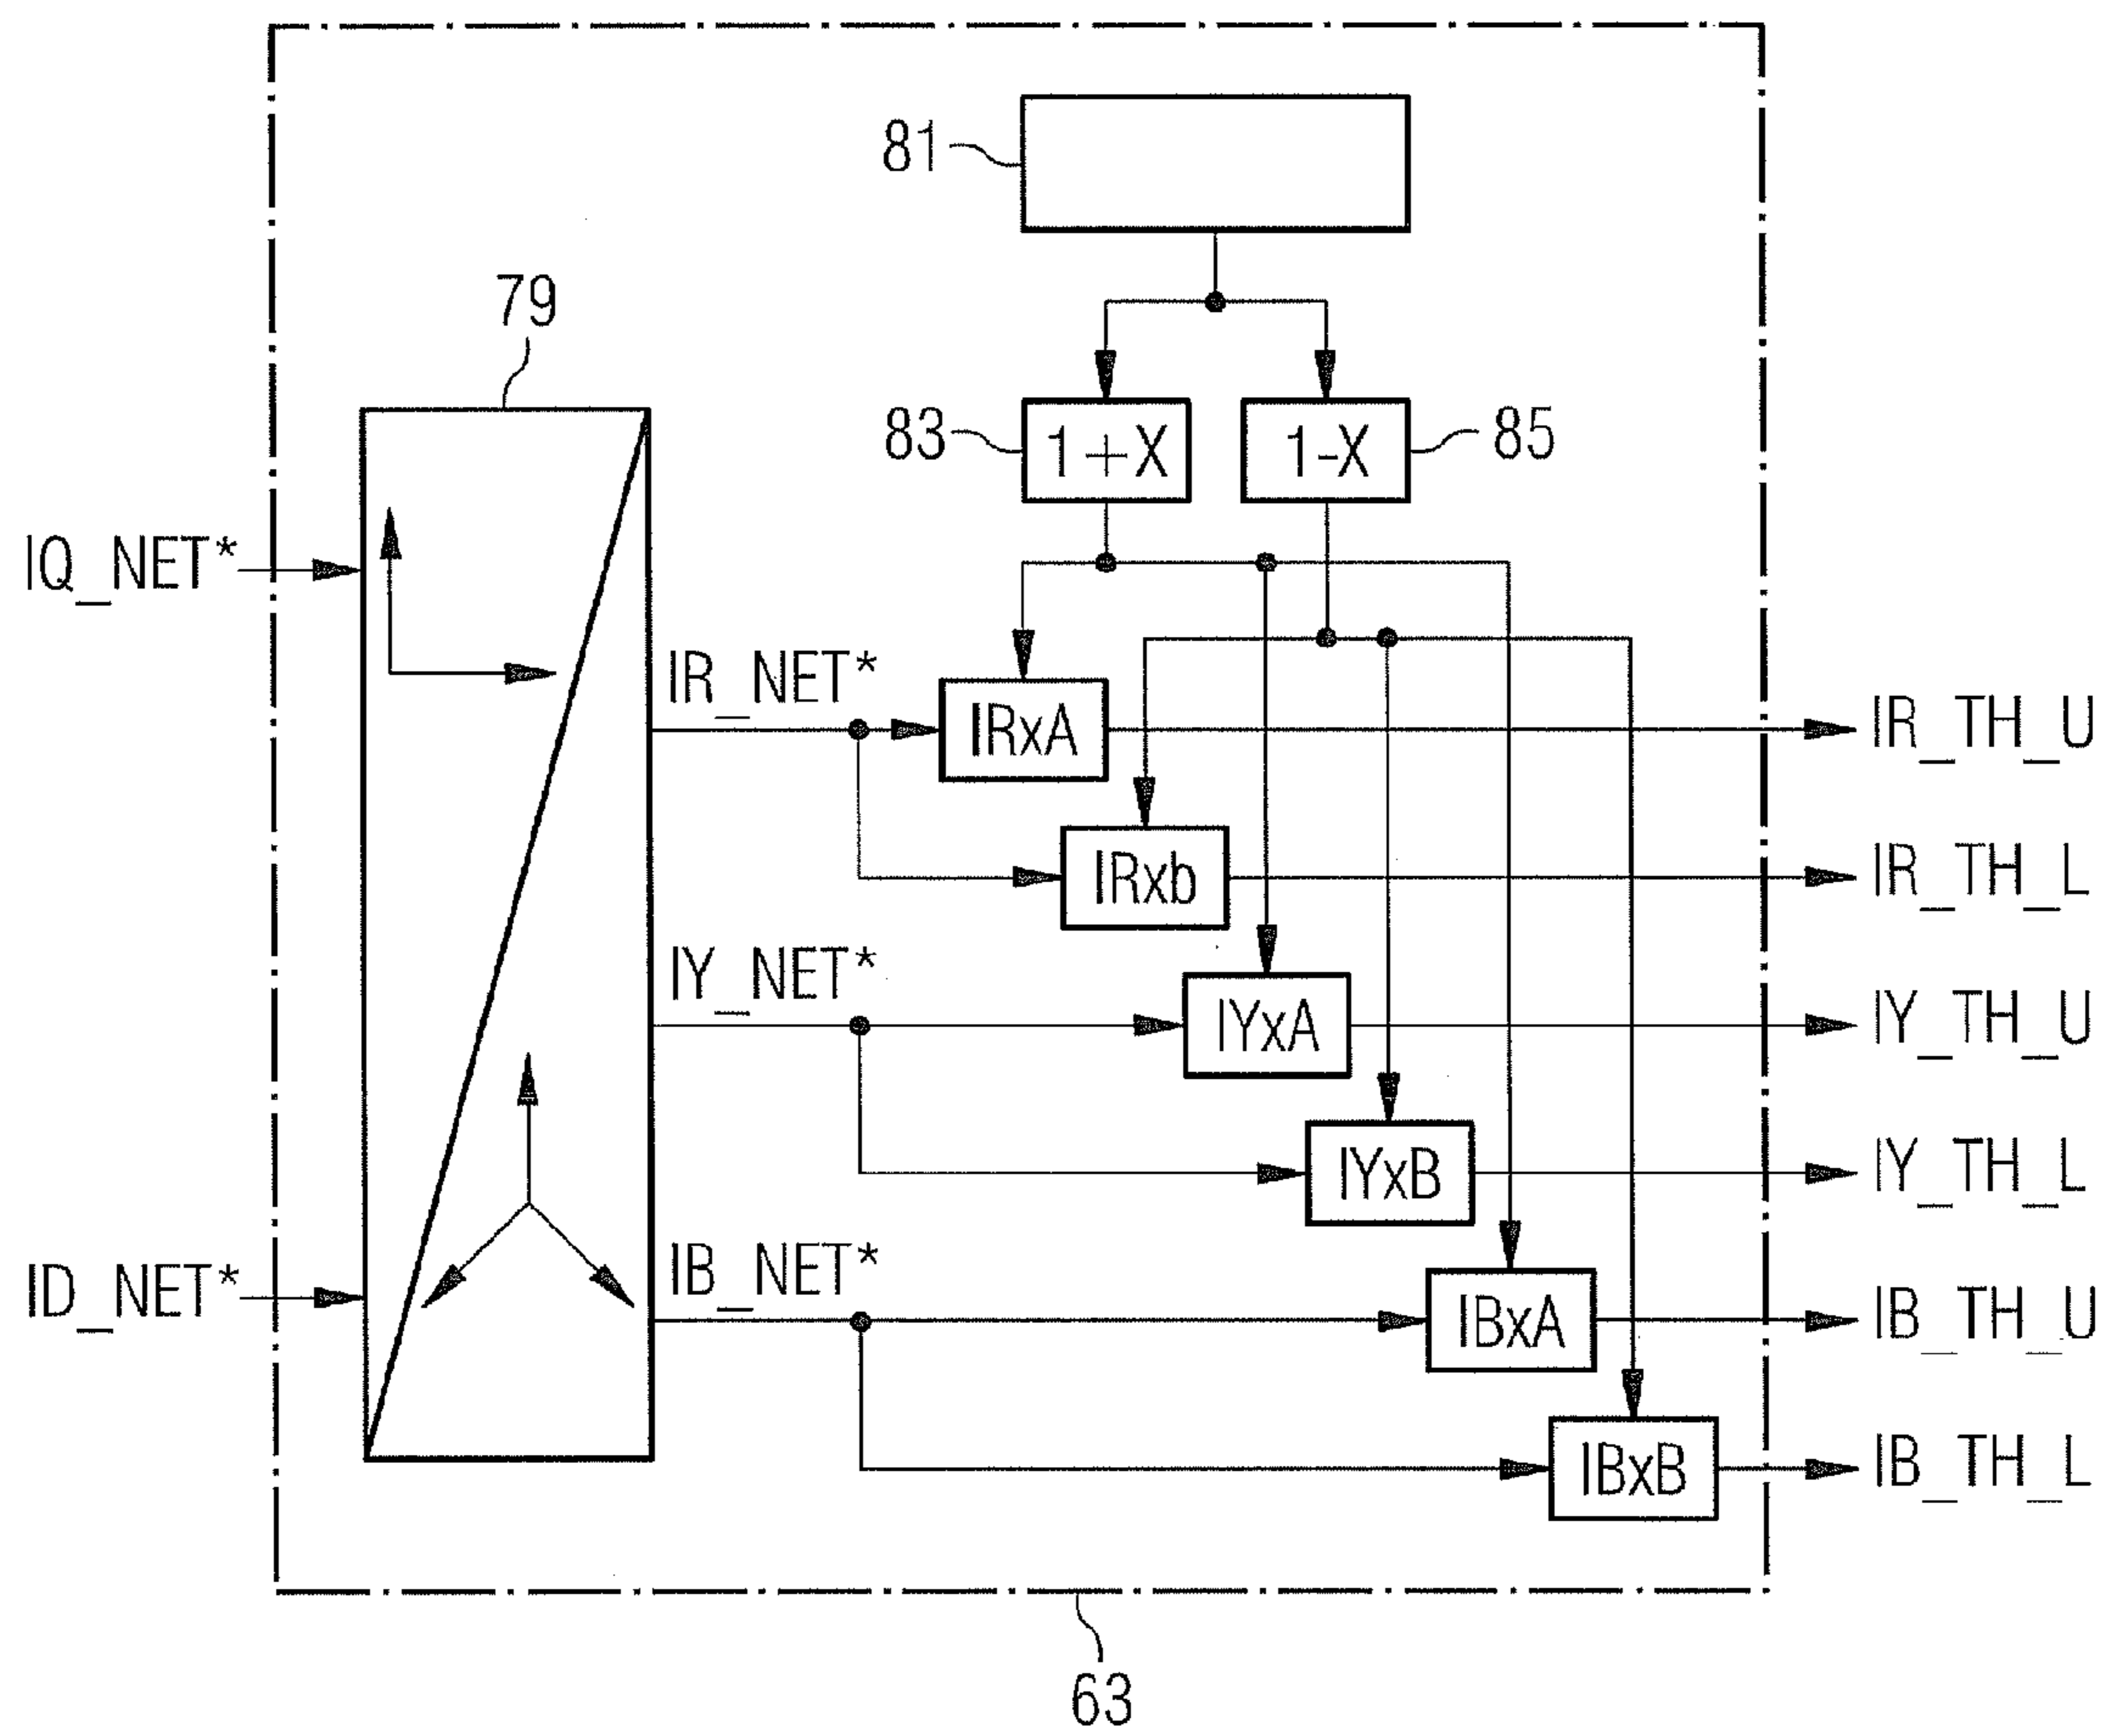 81
79
83
1+X
1-X
85
IQ_NET*
IR_NET*
IRxA
IR_TH_U
IRxb
IR_TH_L
IY_NET*
IYxA
IY_TH_U
IYxB
IY_TH_L
ID_NET*
IB_NET*
IBxA
IB_TH_U
IBxB
IB_TH_L
63